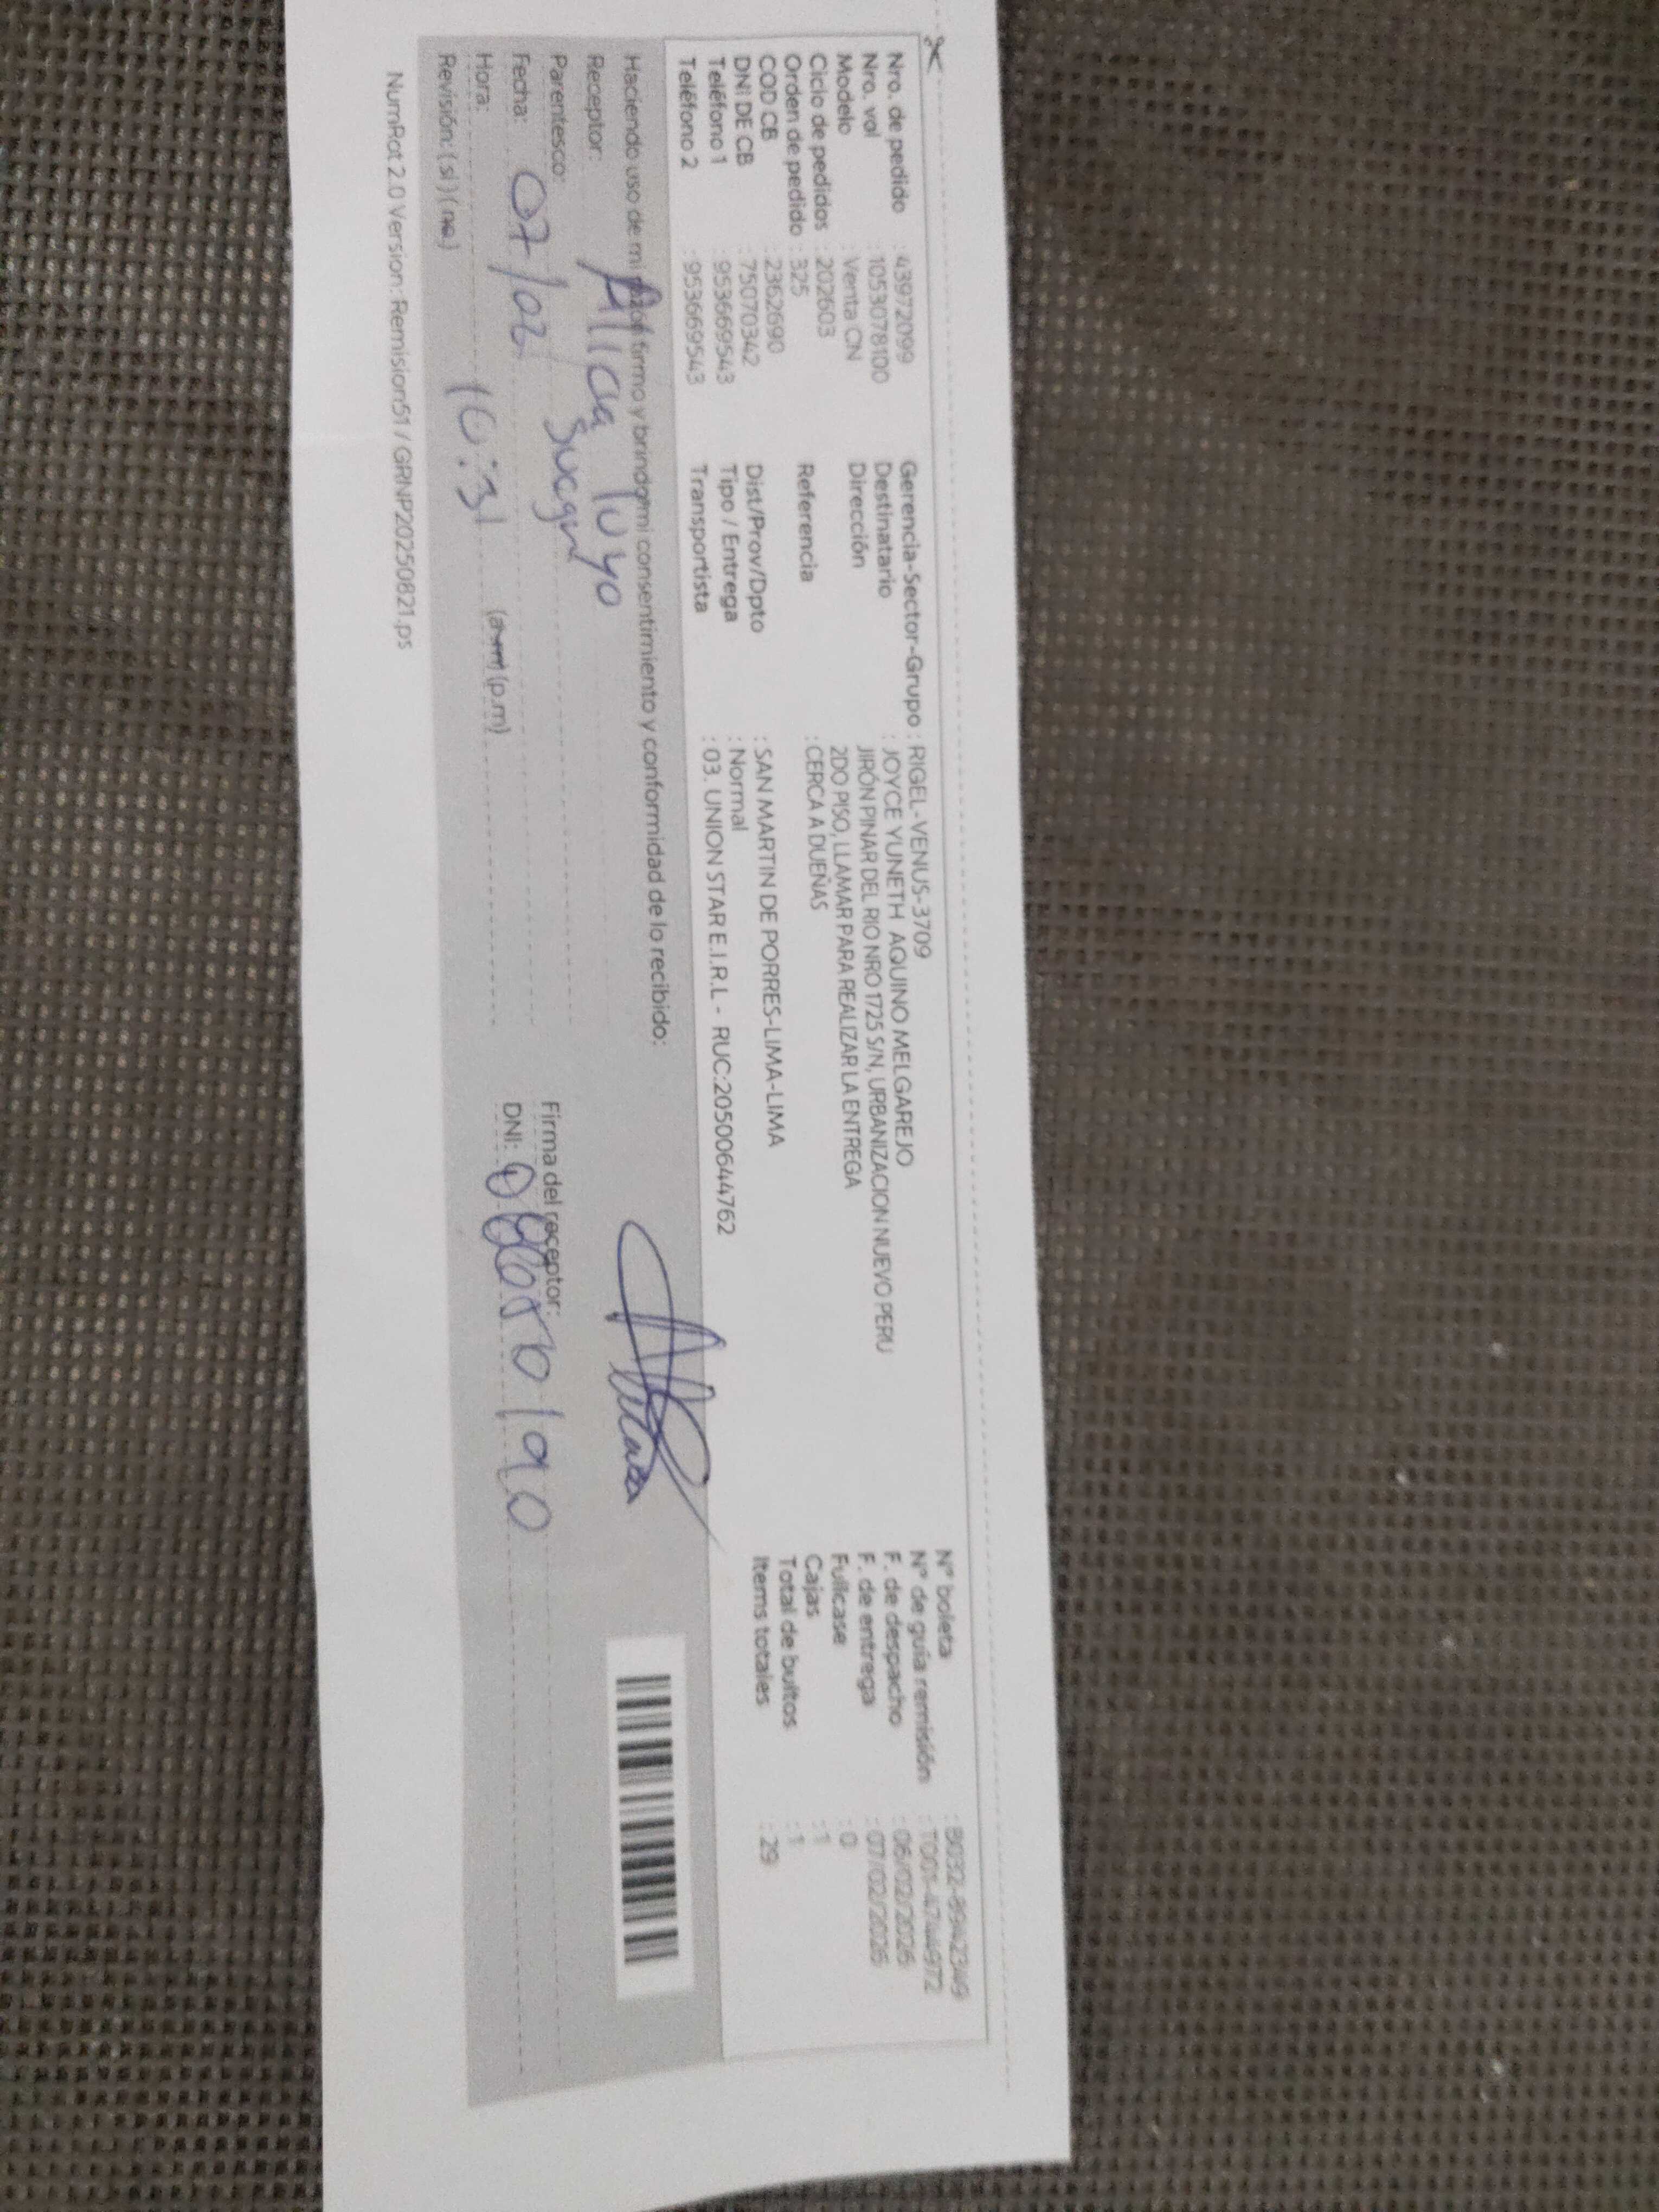 Nro. de pedido : 43972099
Nro. vol : 1053078100
Modelo : Venta CN
Ciclo de pedidos : 202603
Orden de pedido : 325
COD CB : 2362690
DNI DE CB : 75070342
Teléfono 1 : 953669543
Teléfono 2 : 953669543
Gerencia-Sector-Grupo : RIGEL-VENUS-3709
Destinatario : JOYCE YUNETH AQUINO MELGAREJO
Dirección JIRÓN PINAR DEL RIO NRO 1725 S/N, URBANIZACION NUEVO PERU
2DO PISO, LLAMAR PARA REALIZAR LA ENTREGA
Referencia : CERCA A DUEÑAS
Dist/Prov/Dpto : SAN MARTIN DE PORRES-LIMA-LIMA
Tipo / Entrega : Normal
Transportista : 03. UNION STAR E.I.R.L - RUC:20500644762
N° boleta : B032-89423149
N° de guía remisión : T001-47444972
F. de despacho : 06/02/2026
F. de entrega : 07/02/2026
Fullcase : 0
Cajas : 1
Total de bultos : 1
Items totales : 29
Haciendo uso de mi razón firmo y brindo mi consentimiento y conformidad de lo recibido:
Receptor: Alicia Tuyo
Parentesco: Suegra
Fecha: 07/02
Hora: 10:31 (a.m) (p.m)
Revisión: (si) (no)
Firma del receptor:
DNI:
NumRot 2.0 Version: Remision51 / GRNP20250821.ps